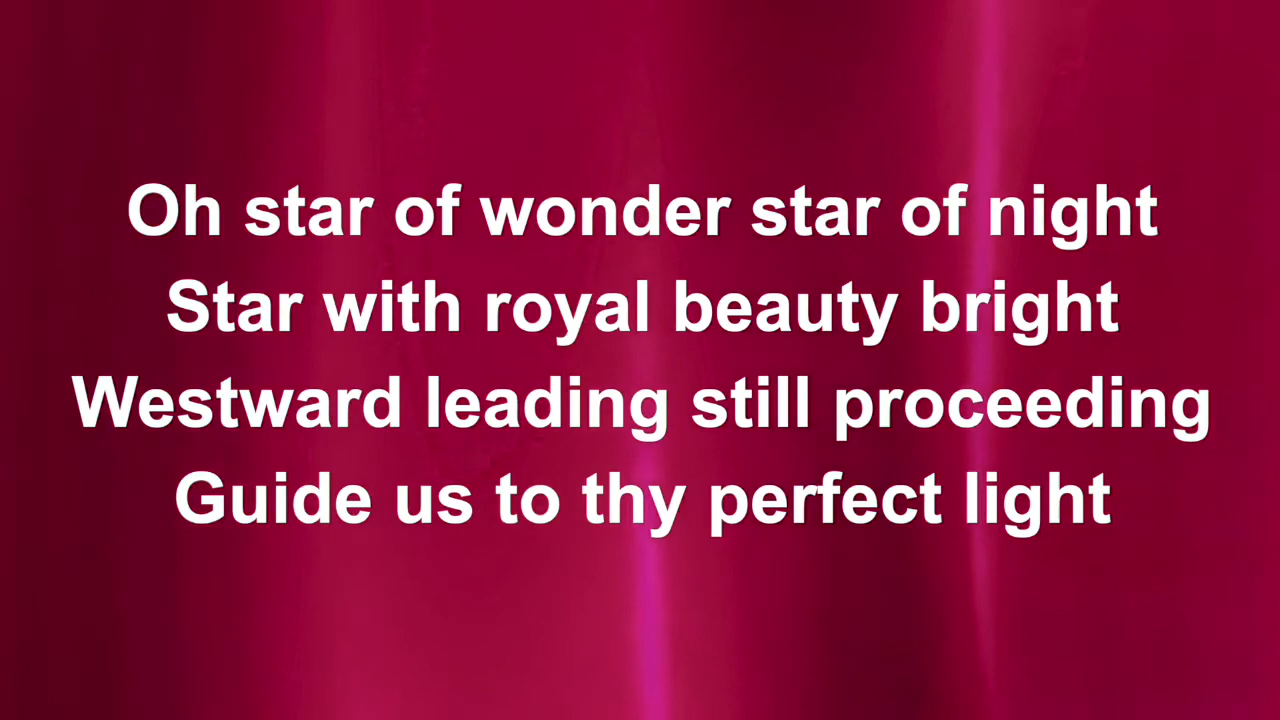 Oh star of wonder star of night
Star with royal beauty bright
Westward leading still proceeding
Guide us to thy perfect light